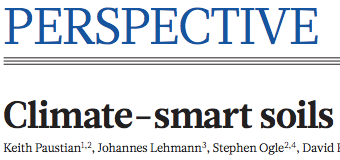 PERSPECTIVE
Climate–smart soils
Keith Paustian1,2, Johannes Lehmann3, Stephen Ogle2,4, David